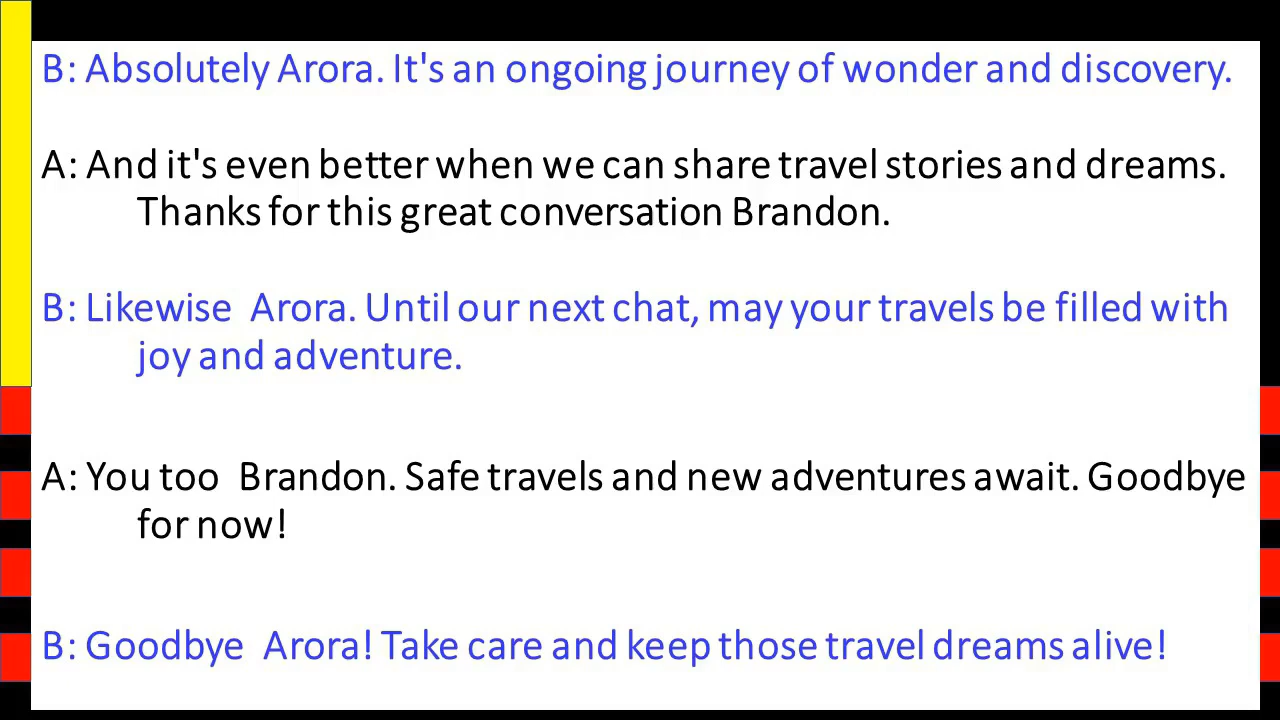 B: Absolutely Arora. It's an ongoing journey of wonder and discovery.
A: And it's even better when we can share travel stories and dreams.
Thanks for this great conversation Brandon.
B: Likewise  Arora. Until our next chat, may your travels be filled with
joy and adventure.
A: You too  Brandon. Safe travels and new adventures await. Goodbye
for now!
B: Goodbye  Arora! Take care and keep those travel dreams alive!